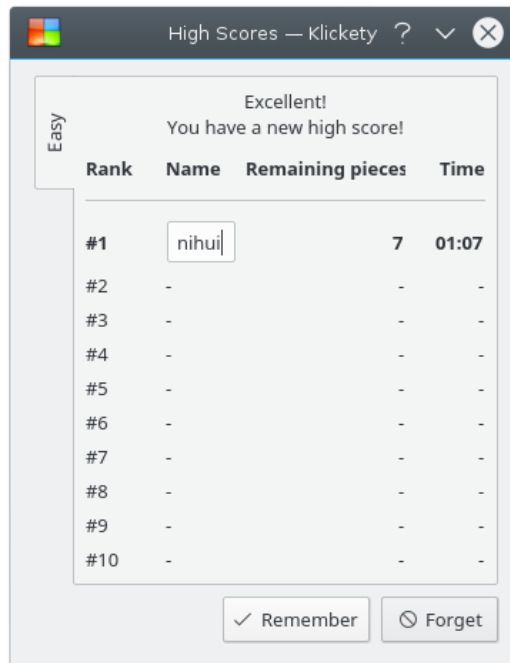 High Scores — Klickety
Easy
Excellent!
You have a new high score!
Rank Name Remaining pieces Time
#1 nihui 7 01:07
#2 - - -
#3 - - -
#4 - - -
#5 - - -
#6 - - -
#7 - - -
#8 - - -
#9 - - -
#10 - - -
Remember Forget